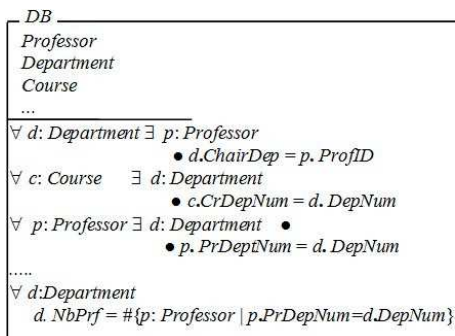 DB
Professor
Department
Course
...
∀ d: Department ∃ p: Professor
● d.ChairDep = p. ProfID
∀ c: Course ∃ d: Department
● c.CrDepNum = d. DepNum
∀ p: Professor ∃ d: Department ●
● p. PrDeptNum = d. DepNum
.....
∀ d:Department
d. NbPrf = #{p: Professor | p.PrDepNum=d.DepNum}